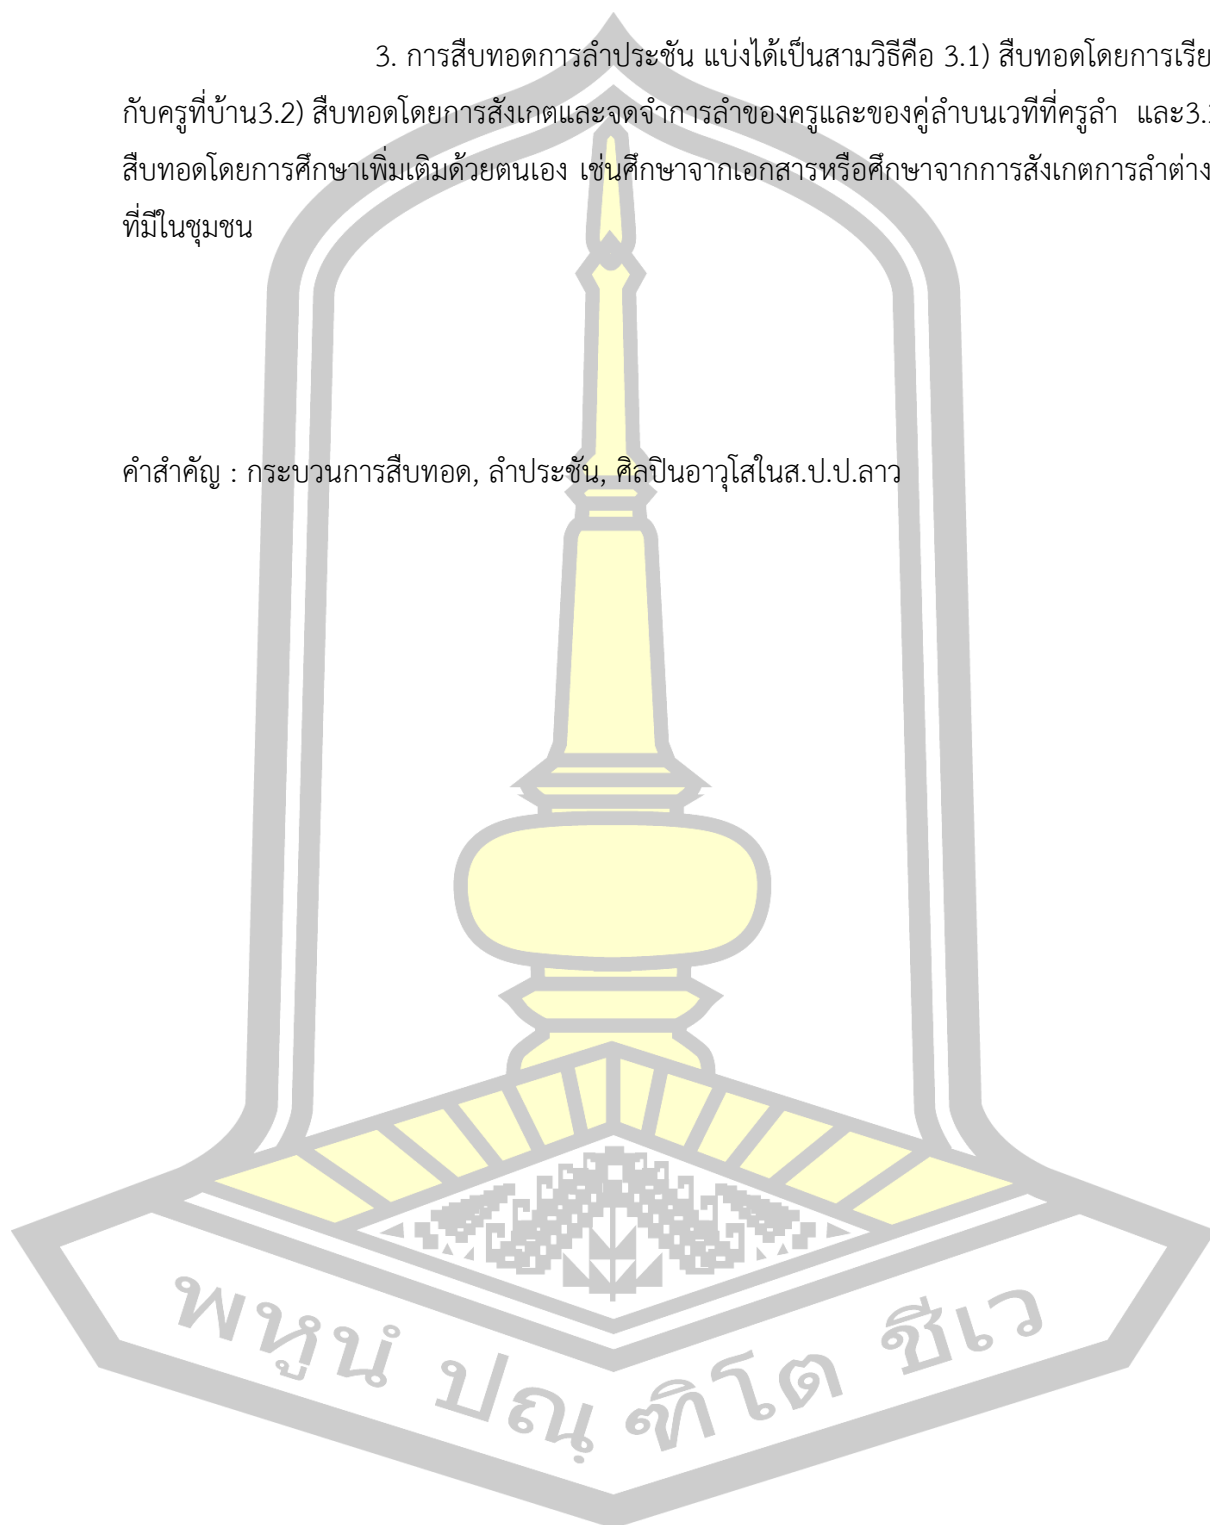 3. การสืบทอดการลำประชัน แบ่งได้เป็นสามวิธีคือ 3.1) สืบทอดโดยการเรีย
กับครูที่บ้าน3.2) สืบทอดโดยการสังเกตและจดจำการลำของครูและของคู่ลำบนเวทีที่ครูลำ และ3.
สืบทอดโดยการศึกษาเพิ่มเติมด้วยตนเอง เช่นศึกษาจากเอกสารหรือศึกษาจากการสังเกตการลำต่าง
ที่มีในชุมชน
คำสำคัญ : กระบวนการสืบทอด, ลำประชัน, ศิลปินอาวุโสในส.ป.ป.ลาว
พหูนํ ปณฺฑิโต ชีเว